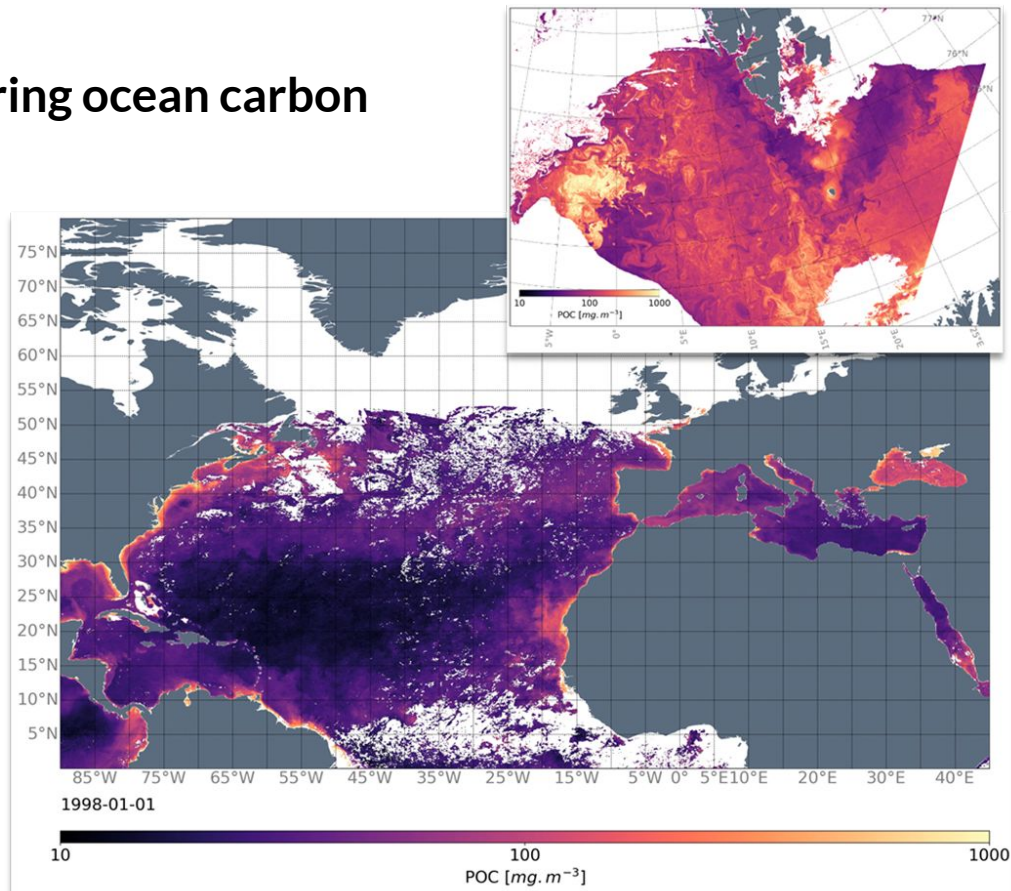 ring ocean carbon
77°N
76°N
10 100 1000
POC [mg.m⁻³]
5°W 0° 5°E 10°E 15°E 20°E 25°E
75°N
70°N
65°N
60°N
55°N
50°N
45°N
40°N
35°N
30°N
25°N
20°N
15°N
10°N
5°N
85°W 75°W 65°W 55°W 45°W 35°W 25°W 15°W 5°W 0° 5°E 10°E 20°E 30°E 40°E
1998-01-01
10 100 1000
POC [mg.m⁻³]